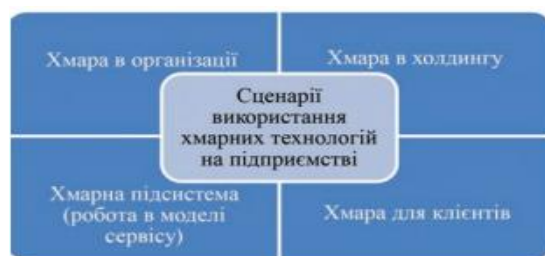 Хмара в організації
Хмара в холдингу
Сценарії
використання
хмарних технологій
на підприємстві
Хмарна підсистема
(робота в моделі
сервісу)
Хмара для клієнтів